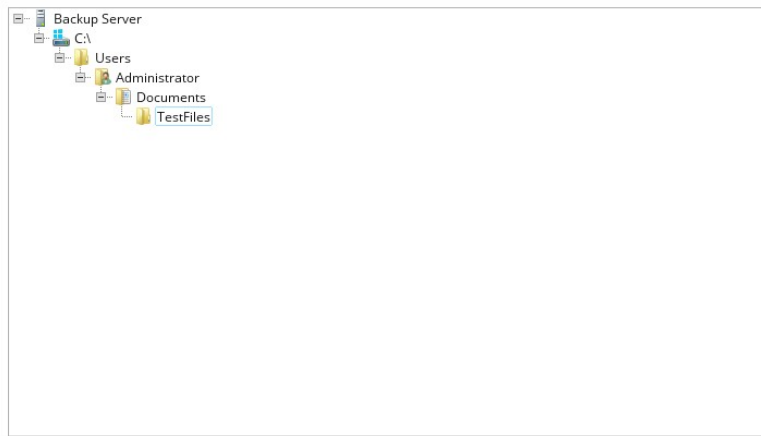 Backup Server
C:\
Users
Administrator
Documents
TestFiles